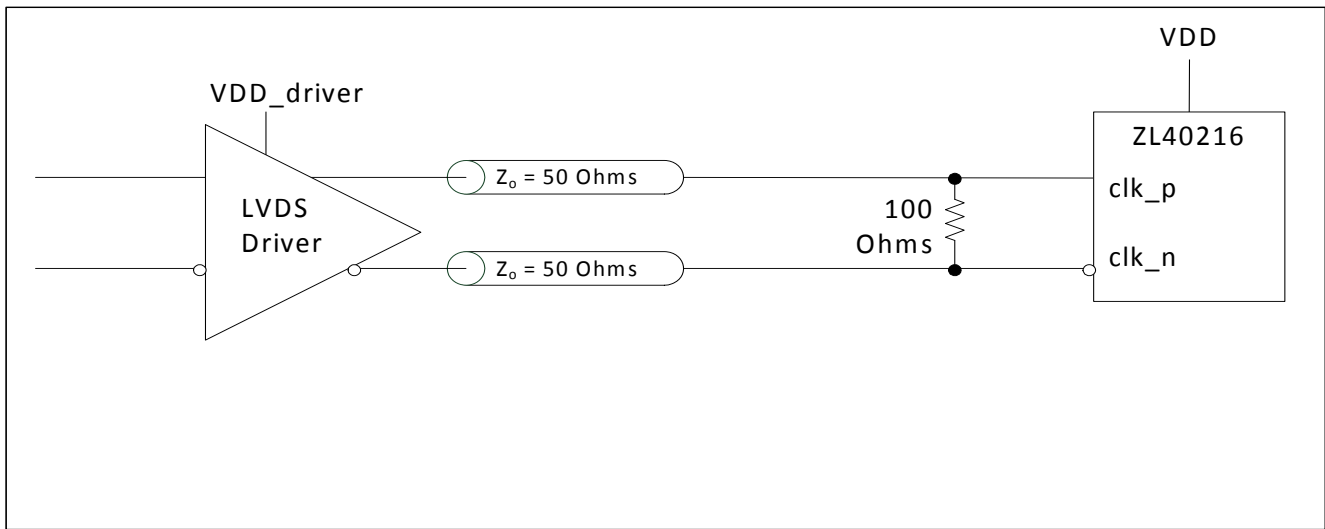 VDD
VDD_driver
ZL40216
Zₒ = 50 Ohms
clk_p
LVDS
Driver
100
Ohms
clk_n
Zₒ = 50 Ohms